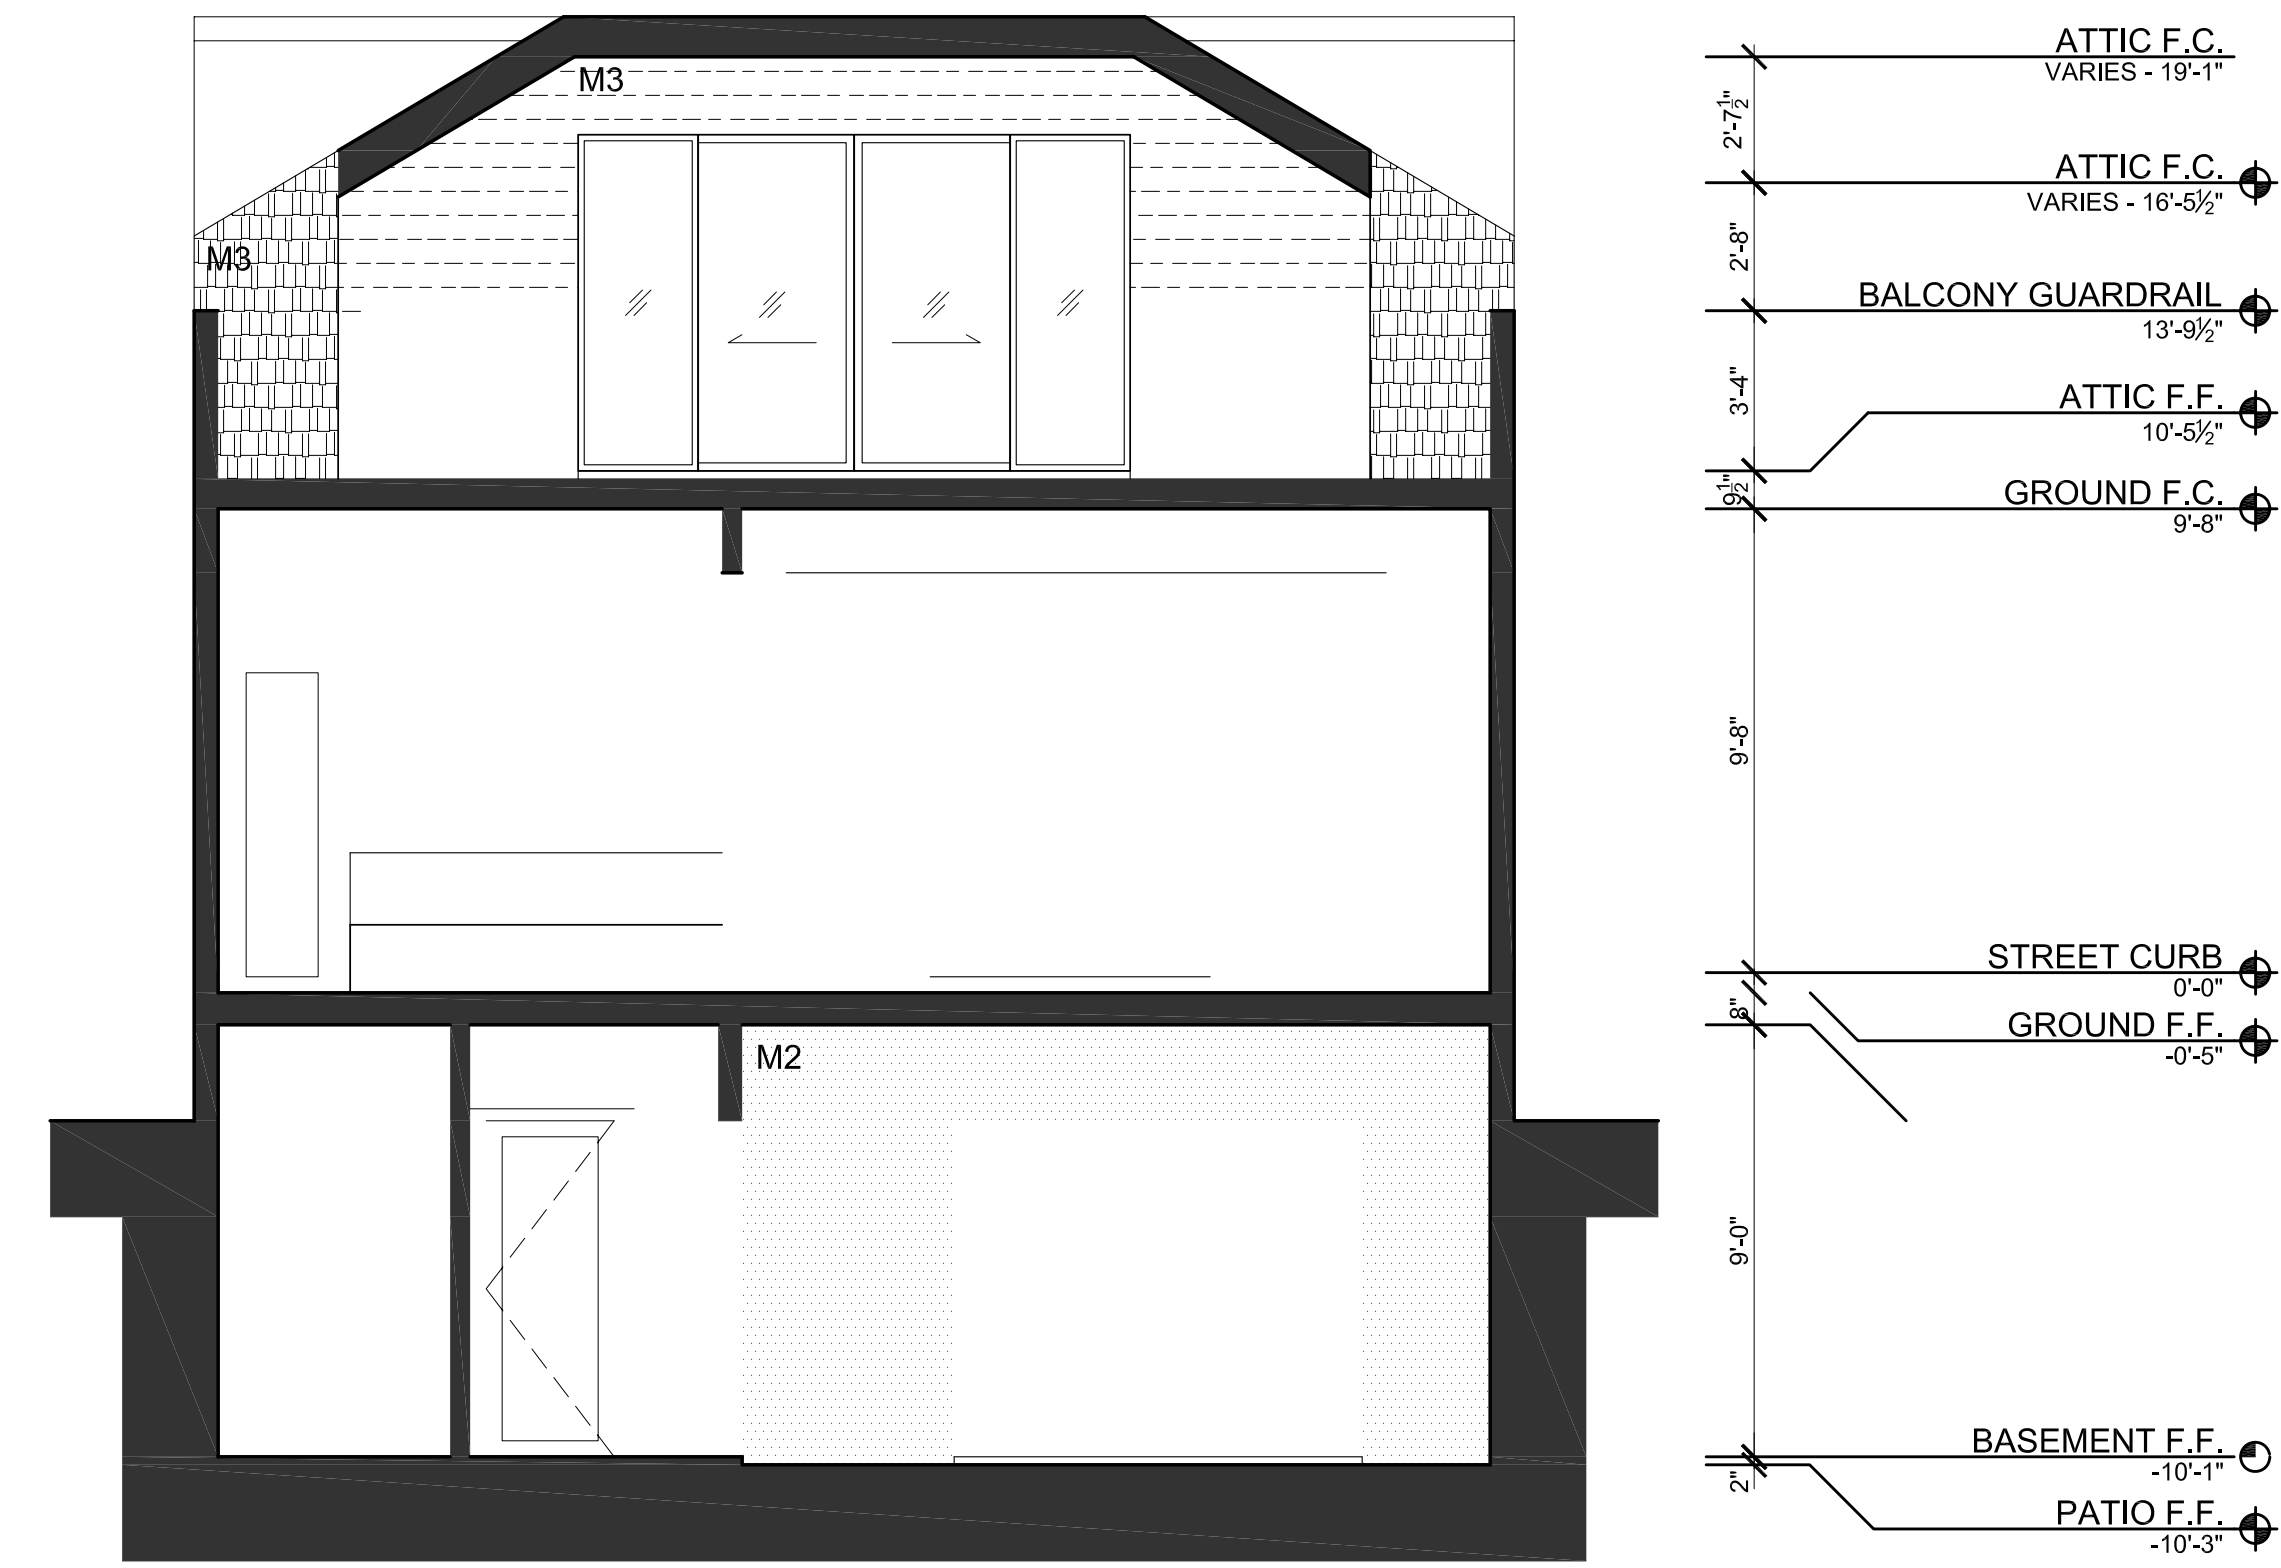 M3
M3
M2
ATTIC F.C.
VARIES - 19'-1"
2'-7½"
ATTIC F.C.
VARIES - 16'-5½"
2'-8"
BALCONY GUARDRAIL
13'-9½"
3'-4"
ATTIC F.F.
10'-5½"
9½"
GROUND F.C.
9'-8"
9'-8"
STREET CURB
0'-0"
8"
GROUND F.F.
-0'-5"
9'-0"
BASEMENT F.F.
-10'-1"
2"
PATIO F.F.
-10'-3"